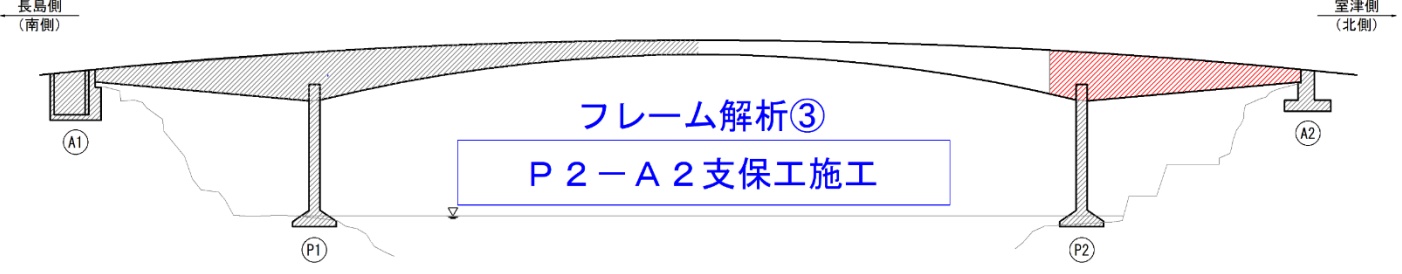 長島側
（南側）
室津側
（北側）
フレーム解析③
Ｐ２－Ａ２支保工施工
A1
A2
P1
P2